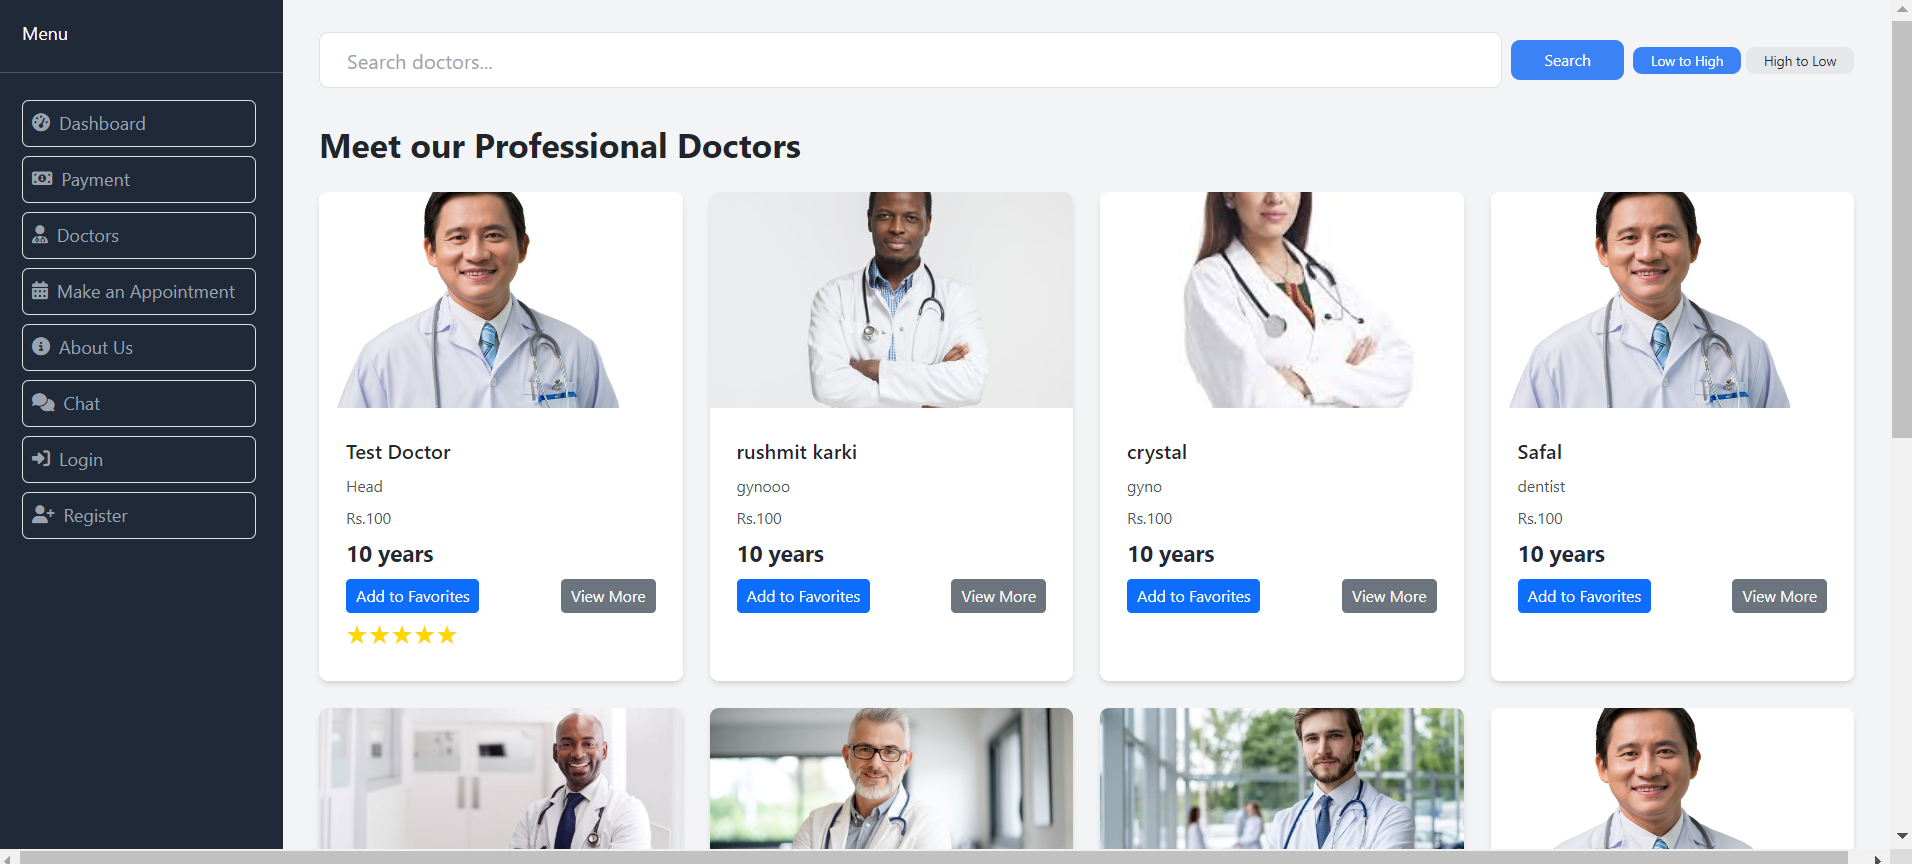 Menu
Dashboard
Payment
Doctors
Make an Appointment
About Us
Chat
Login
Register
Search doctors...
Search
Low to High
High to Low
Meet our Professional Doctors
Test Doctor
Head
Rs.100
10 years
Add to Favorites
View More
★★★★★
rushmit karki
gynooo
Rs.100
10 years
Add to Favorites
View More
crystal
gyno
Rs.100
10 years
Add to Favorites
View More
Safal
dentist
Rs.100
10 years
Add to Favorites
View More